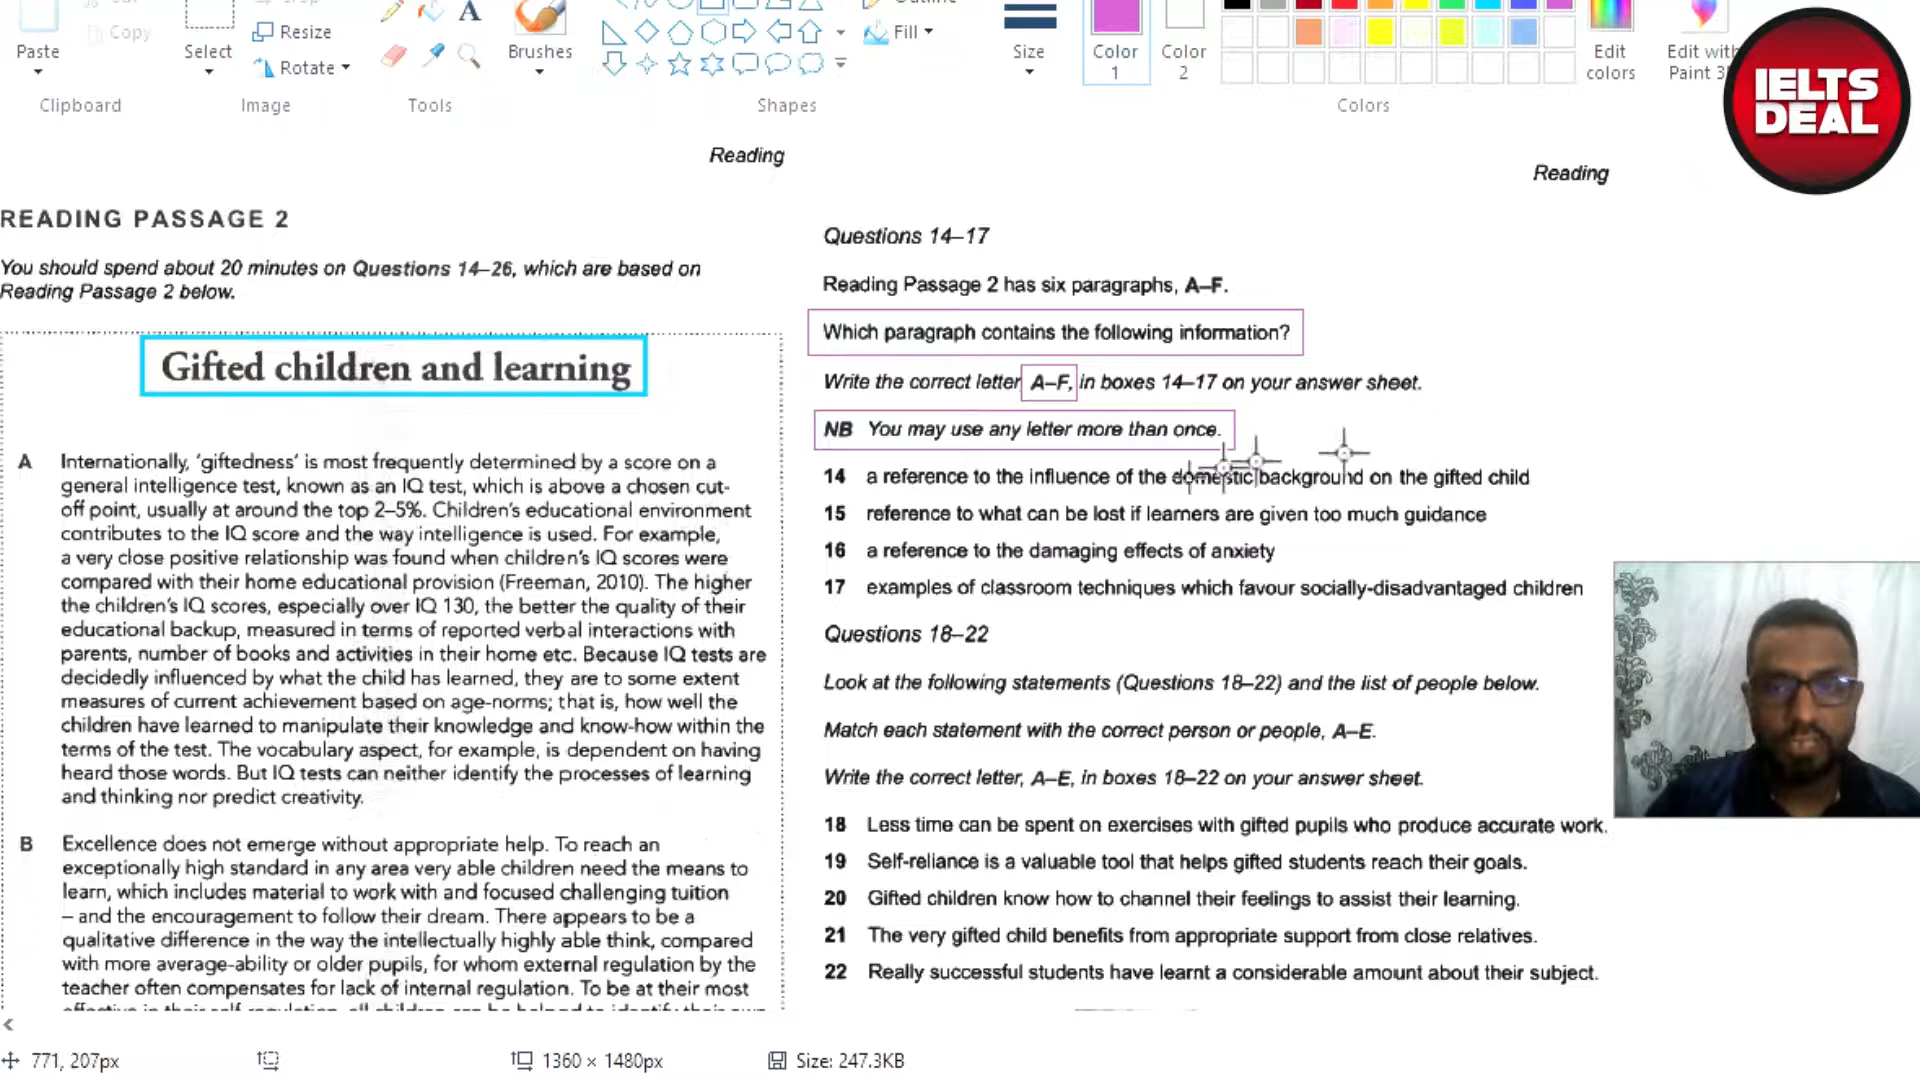 Copy
Paste
Select
Resize
Rotate
Brushes
Outline
Fill
Size
Color
1
Color
2
Edit
colors
Edit with
Paint 3
Clipboard
Image
Tools
Shapes
Colors
IELTS
DEAL
Reading
READING PASSAGE 2
You should spend about 20 minutes on Questions 14–26, which are based on
Reading Passage 2 below.
Gifted children and learning
A Internationally, ‘giftedness’ is most frequently determined by a score on a
general intelligence test, known as an IQ test, which is above a chosen cut-
off point, usually at around the top 2–5%. Children’s educational environment
contributes to the IQ score and the way intelligence is used. For example,
a very close positive relationship was found when children’s IQ scores were
compared with their home educational provision (Freeman, 2010). The higher
the children’s IQ scores, especially over IQ 130, the better the quality of their
educational backup, measured in terms of reported verbal interactions with
parents, number of books and activities in their home etc. Because IQ tests are
decidedly influenced by what the child has learned, they are to some extent
measures of current achievement based on age-norms; that is, how well the
children have learned to manipulate their knowledge and know-how within the
terms of the test. The vocabulary aspect, for example, is dependent on having
heard those words. But IQ tests can neither identify the processes of learning
and thinking nor predict creativity.
B Excellence does not emerge without appropriate help. To reach an
exceptionally high standard in any area very able children need the means to
learn, which includes material to work with and focused challenging tuition
– and the encouragement to follow their dream. There appears to be a
qualitative difference in the way the intellectually highly able think, compared
with more average-ability or older pupils, for whom external regulation by the
teacher often compensates for lack of internal regulation. To be at their most
Reading
Questions 14–17
Reading Passage 2 has six paragraphs, A–F.
Which paragraph contains the following information?
Write the correct letter A–F, in boxes 14–17 on your answer sheet.
NB You may use any letter more than once.
14 a reference to the influence of the domestic background on the gifted child
15 reference to what can be lost if learners are given too much guidance
16 a reference to the damaging effects of anxiety
17 examples of classroom techniques which favour socially-disadvantaged children
Questions 18–22
Look at the following statements (Questions 18–22) and the list of people below.
Match each statement with the correct person or people, A–E.
Write the correct letter, A–E, in boxes 18–22 on your answer sheet.
18 Less time can be spent on exercises with gifted pupils who produce accurate work.
19 Self-reliance is a valuable tool that helps gifted students reach their goals.
20 Gifted children know how to channel their feelings to assist their learning.
21 The very gifted child benefits from appropriate support from close relatives.
22 Really successful students have learnt a considerable amount about their subject.
771, 207px
1360 × 1480px
Size: 247.3KB